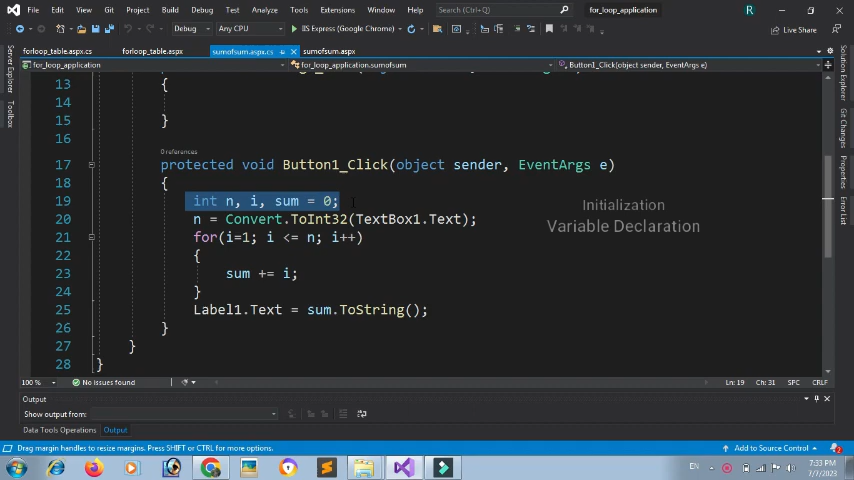 File Edit View Git Project Build Debug Test Analyze Tools Extensions Window Help Search (Ctrl+Q) for_loop_application R
Debug Any CPU IIS Express (Google Chrome) Live Share
forloop_table.aspx.cs forloop_table.aspx sumofsum.aspx.cs sumofsum.aspx
for_loop_application for_loop_application.sumofsum Button1_Click(object sender, EventArgs e)
Server Explorer
Toolbox
Solution Explorer
Git Changes
Properties
Error List
13 {
14
15 }
16
0 references
17 protected void Button1_Click(object sender, EventArgs e)
18 {
19 int n, i, sum = 0;
20 n = Convert.ToInt32(TextBox1.Text);
21 for(i=1; i <= n; i++)
22 {
23 sum += i;
24 }
25 Label1.Text = sum.ToString();
26 }
27 }
28 }
Initialization
Variable Declaration
100 % No issues found Ln: 19 Ch: 31 SPC CRLF
Output
Show output from:
Data Tools Operations Output
Drag margin handles to resize margins. Press SHIFT or CTRL for more options. Add to Source Control 2
EN 7:33 PM
7/7/2023